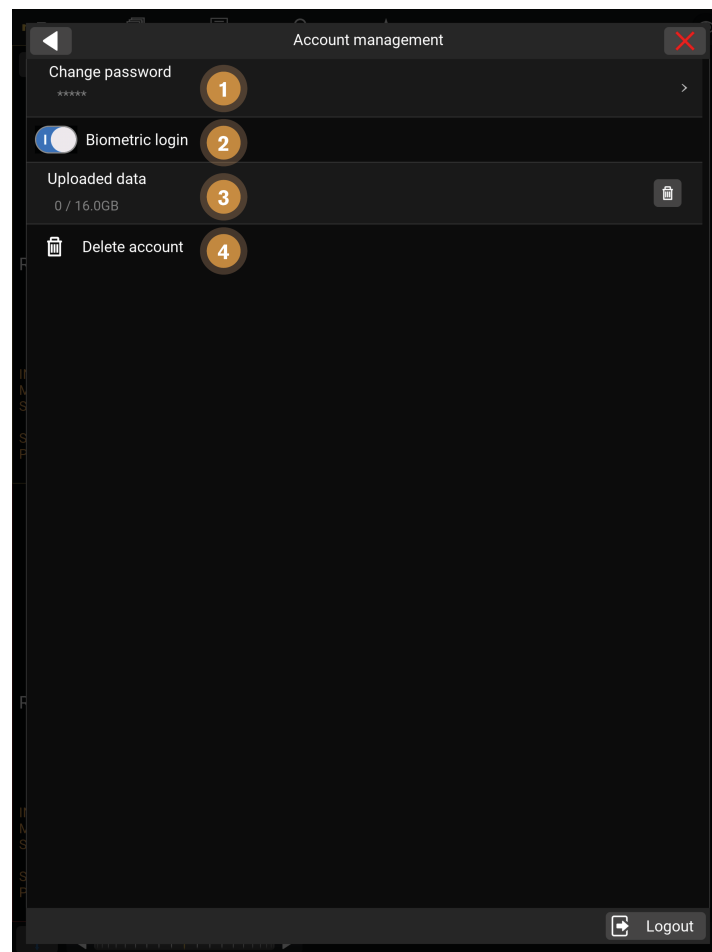 Account management
Change password
*****
1
Biometric login
2
Uploaded data
0 / 16.0GB
3
Delete account
4
Logout